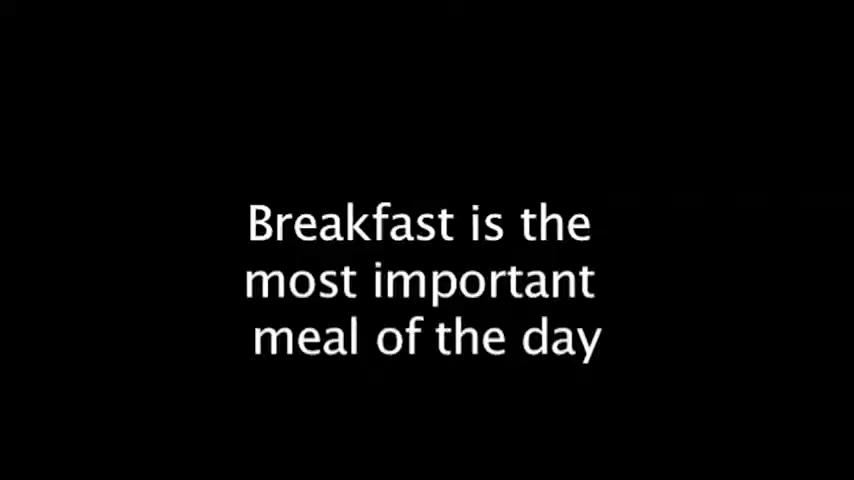 Breakfast is the
most important
meal of the day